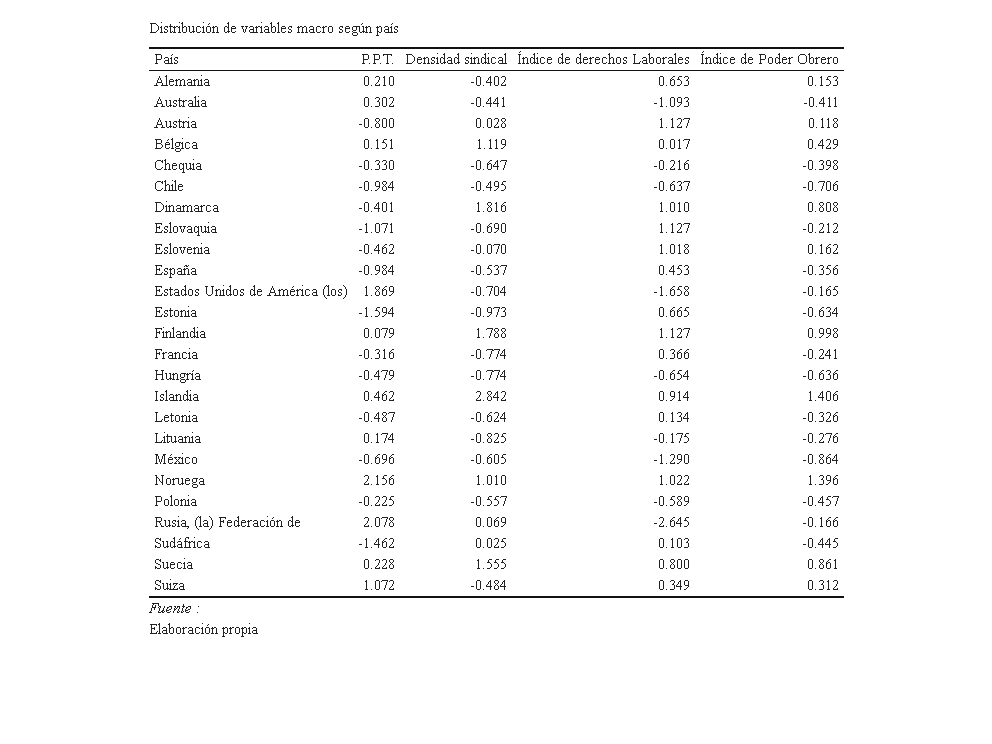 Distribución de variables macro según país
País P.P.T. Densidad sindical Índice de derechos Laborales Índice de Poder Obrero
Alemania 0.210 -0.402 0.653 0.153
Australia 0.302 -0.441 -1.093 -0.411
Austria -0.800 0.028 1.127 0.118
Bélgica 0.151 1.119 0.017 0.429
Chequia -0.330 -0.647 -0.216 -0.398
Chile -0.984 -0.495 -0.637 -0.706
Dinamarca -0.401 1.816 1.010 0.808
Eslovaquia -1.071 -0.690 1.127 -0.212
Eslovenia -0.462 -0.070 1.018 0.162
España -0.984 -0.537 0.453 -0.356
Estados Unidos de América (los) 1.869 -0.704 -1.658 -0.165
Estonia -1.594 -0.973 0.665 -0.634
Finlandia 0.079 1.788 1.127 0.998
Francia -0.316 -0.774 0.366 -0.241
Hungría -0.479 -0.774 -0.654 -0.636
Islandia 0.462 2.842 0.914 1.406
Letonia -0.487 -0.624 0.134 -0.326
Lituania 0.174 -0.825 -0.175 -0.276
México -0.696 -0.605 -1.290 -0.864
Noruega 2.156 1.010 1.022 1.396
Polonia -0.225 -0.557 -0.589 -0.457
Rusia, (la) Federación de 2.078 0.069 -2.645 -0.166
Sudáfrica -1.462 0.025 0.103 -0.445
Suecia 0.228 1.555 0.800 0.861
Suiza 1.072 -0.484 0.349 0.312
Fuente :
Elaboración propia